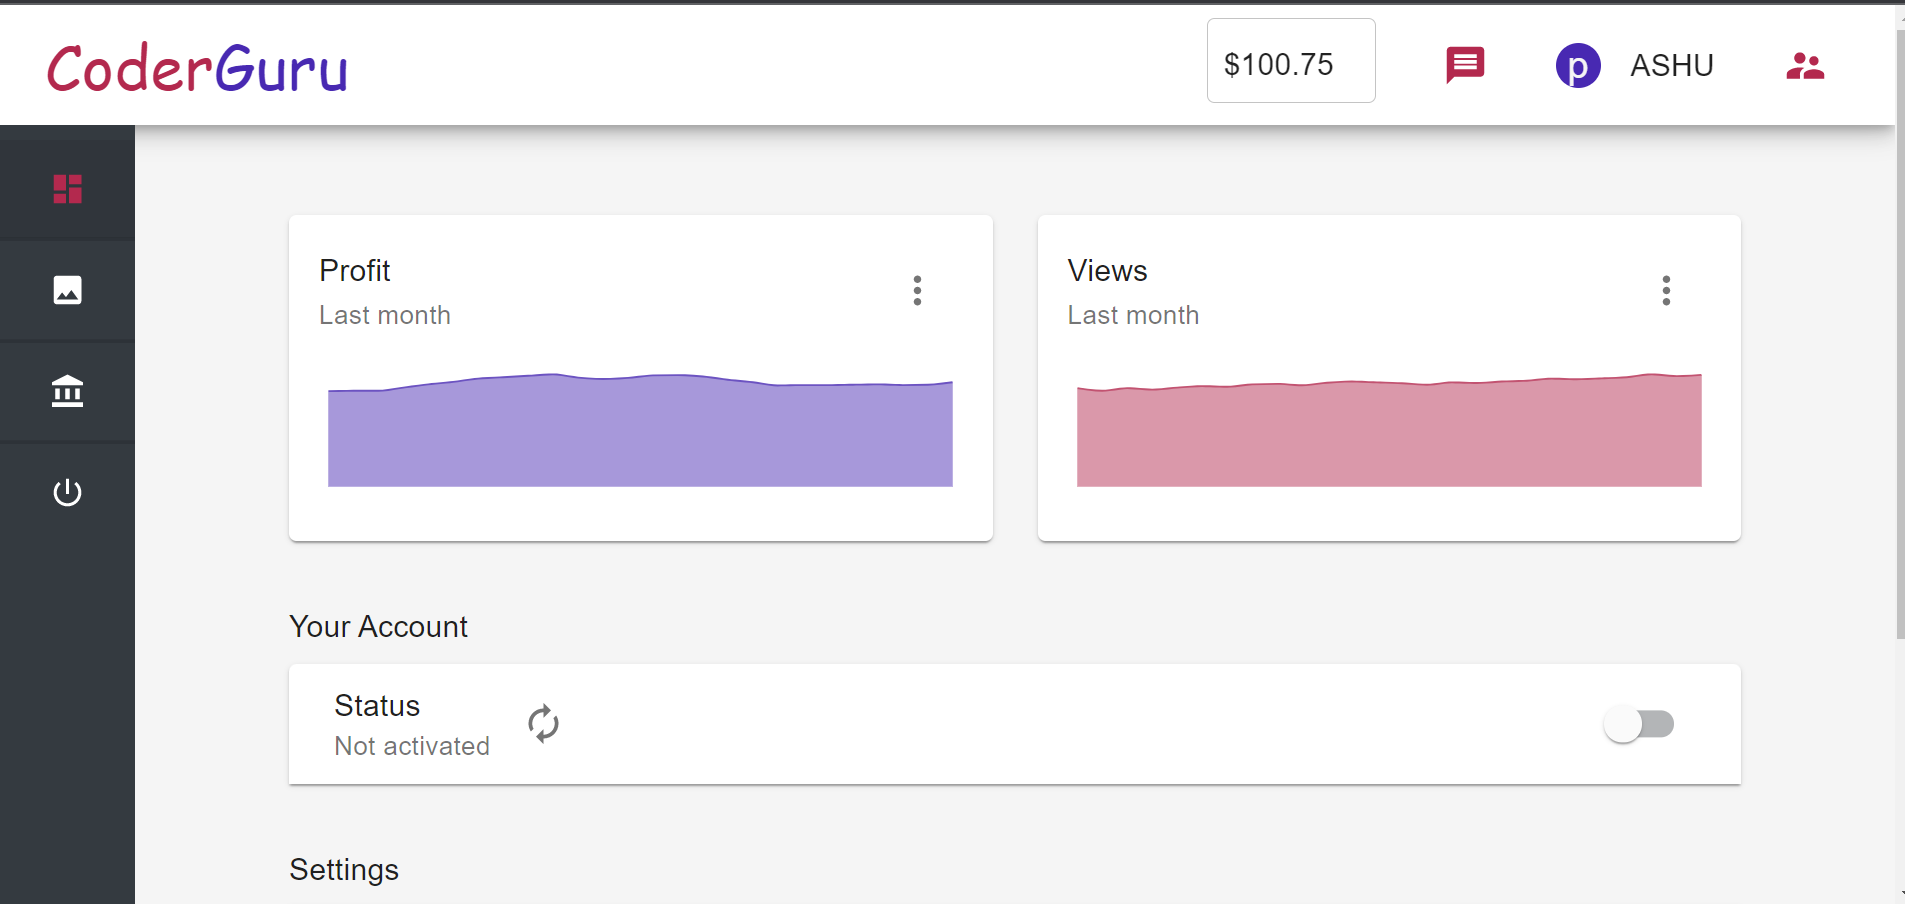 CoderGuru
$100.75
p
ASHU
Profit
Last month
Views
Last month
Your Account
Status
Not activated
Settings